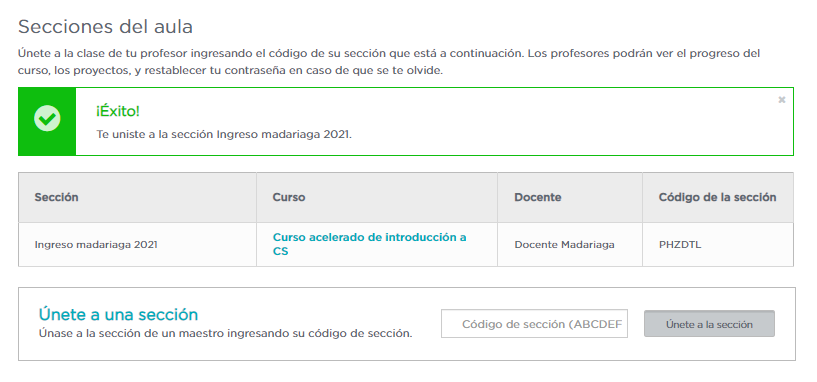 Secciones del aula
Únete a la clase de tu profesor ingresando el código de su sección que está a continuación. Los profesores podrán ver el progreso del
curso, los proyectos, y restablecer tu contraseña en caso de que se te olvide.
¡Éxito!
Te uniste a la sección Ingreso madariaga 2021.
Sección Curso Docente Código de la sección
Ingreso madariaga 2021 Curso acelerado de introducción a Docente Madariaga PHZDTL
CS
Únete a una sección
Únase a la sección de un maestro ingresando su código de sección.
Código de sección (ABCDEF Únete a la sección